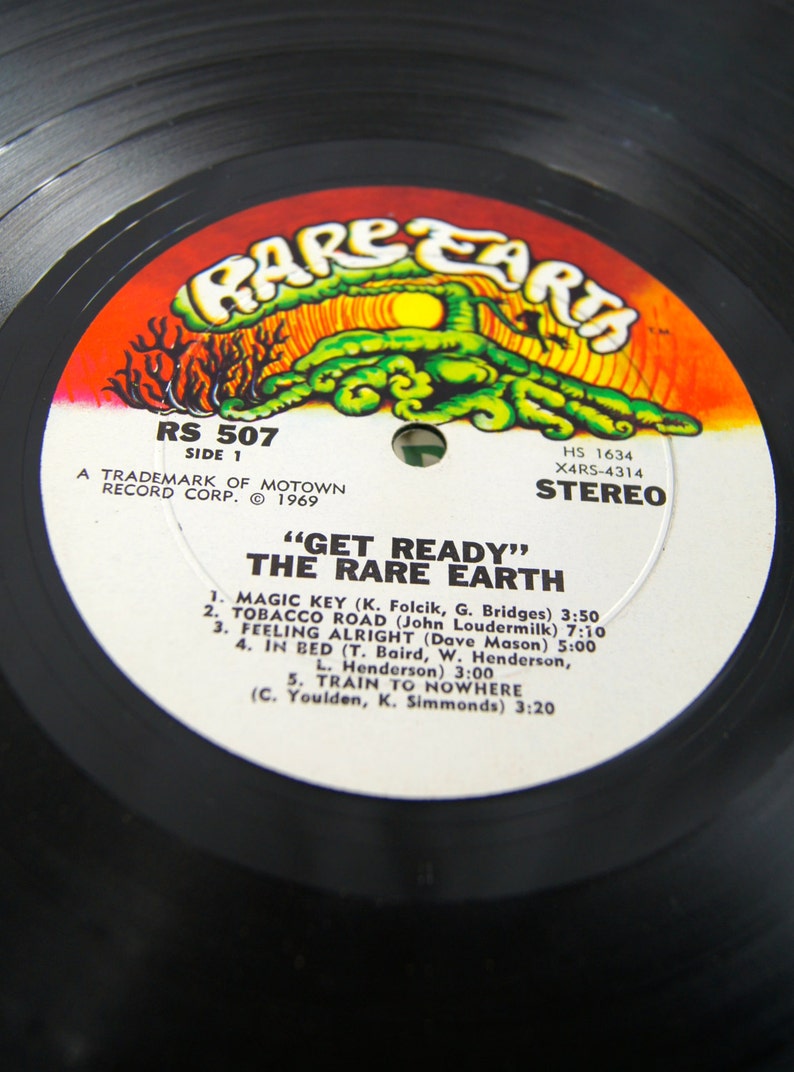 RARE EARTH T.M.
RS 507
SIDE 1
HS 1634
X4RS-4314
A TRADEMARK OF MOTOWN
RECORD CORP. © 1969
STEREO
“GET READY”
THE RARE EARTH
1. MAGIC KEY (K. Folcik, G. Bridges) 3:50
2. TOBACCO ROAD (John Loudermilk) 7:10
3. FEELING ALRIGHT (Dave Mason) 5:00
4. IN BED (T. Baird, W. Henderson,
L. Henderson) 3:00
5. TRAIN TO NOWHERE
(C. Youlden, K. Simmonds) 3:20